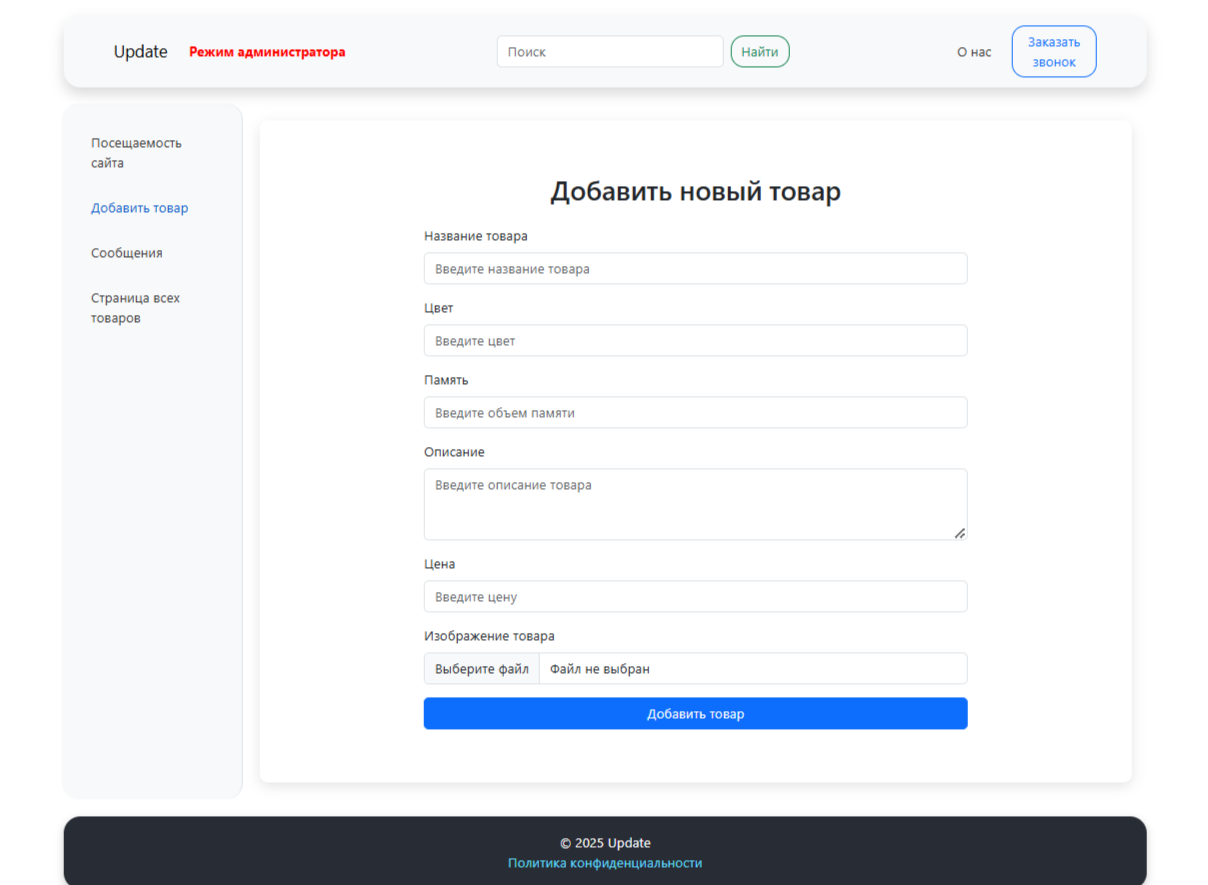 Update Режим администратора Поиск Найти О нас Заказать
звонок
Посещаемость
сайта
Добавить товар
Сообщения
Страница всех
товаров
Добавить новый товар
Название товара
Введите название товара
Цвет
Введите цвет
Память
Введите объем памяти
Описание
Введите описание товара
Цена
Введите цену
Изображение товара
Выберите файл Файл не выбран
Добавить товар
© 2025 Update
Политика конфиденциальности